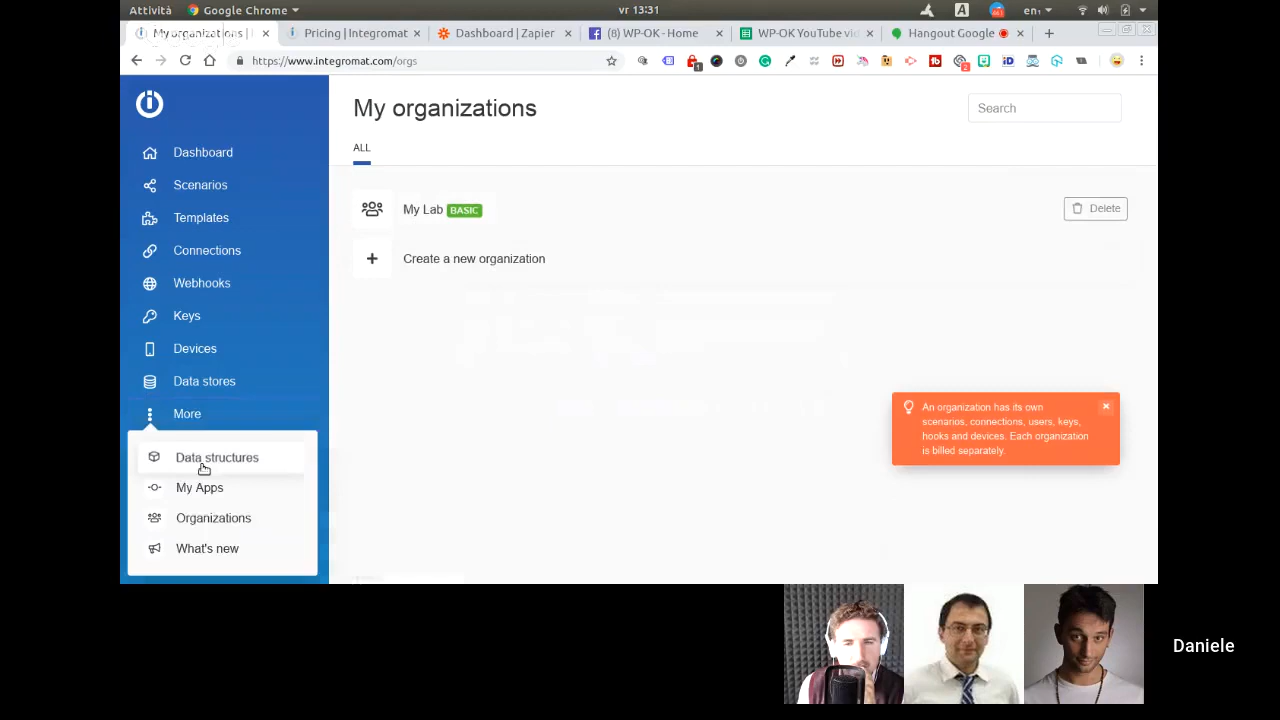 Attività
Google Chrome
vr 13:31
en₁
My organizations |
Pricing | Integromat
Dashboard | Zapier
(8) WP-OK - Home
WP-OK YouTube vid
Hangout Google
https://www.integromat.com/orgs
My organizations
Search
Dashboard
Scenarios
Templates
Connections
Webhooks
Keys
Devices
Data stores
More
Data structures
My Apps
Organizations
What's new
ALL
My Lab BASIC
Delete
Create a new organization
An organization has its own
scenarios, connections, users, keys,
hooks and devices. Each organization
is billed separately.
Daniele